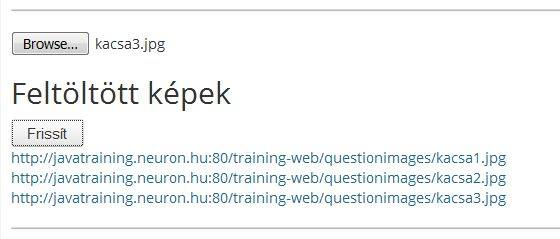 Browse... kacsa3.jpg
Feltöltött képek
Frissít
http://javatraining.neuron.hu:80/training-web/questionimages/kacsa1.jpg
http://javatraining.neuron.hu:80/training-web/questionimages/kacsa2.jpg
http://javatraining.neuron.hu:80/training-web/questionimages/kacsa3.jpg